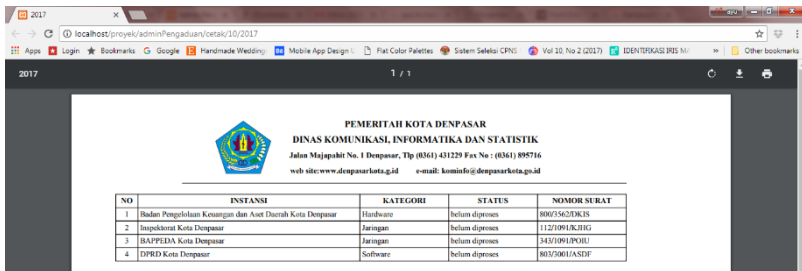 2017
ayu
localhost/proyek/adminPengaduan/cetak/10/2017
Apps Login Bookmarks Google Handmade Wedding Mobile App Design Flat Color Palettes Sistem Seleksi CPNS Vol 10, No 2 (2017) IDENTIFIKASI IRIS Other bookmarks
2017 1 / 1
PEMERITAH KOTA DENPASAR
DINAS KOMUNIKASI, INFORMATIKA DAN STATISTIK
Jalan Majapahit No. 1 Denpasar, Tlp (0361) 431229 Fax No : (0361) 895716
web site:www.denpasarkota.g.id e-mail: kominfo@denpasarkota.go.id
NO INSTANSI KATEGORI STATUS NOMOR SURAT
1 Badan Pengelolaan Keuangan dan Aset Daerah Kota Denpasar Hardware belum diproses 800/3562/DKIS
2 Inspektorat Kota Denpasar Jaringan belum diproses 112/1091/KJHG
3 BAPPEDA Kota Denpasar Jaringan belum diproses 343/1091/POIU
4 DPRD Kota Denpasar Software belum diproses 803/3001/ASDF